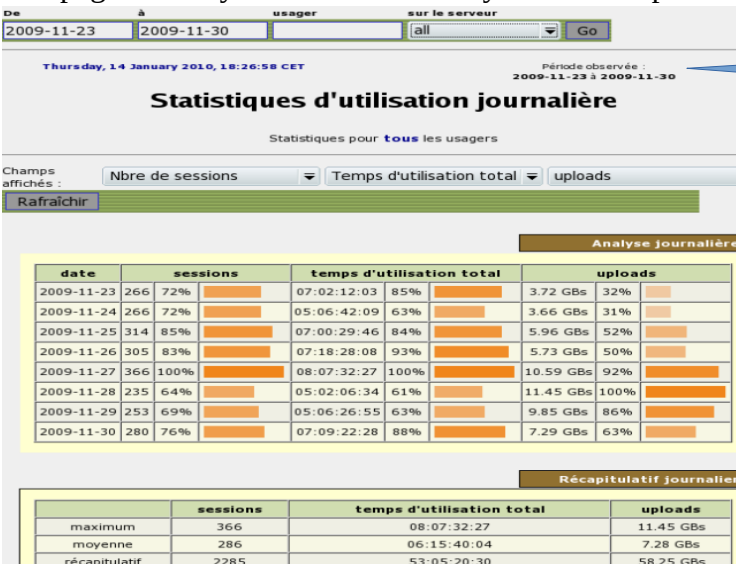 De à usager sur le serveur
2009-11-23 2009-11-30 all Go
Thursday, 14 January 2010, 18:26:58 CET
Période observée :
2009-11-23 à 2009-11-30
Statistiques d'utilisation journalière
Statistiques pour tous les usagers
Champs affichés : Nbre de sessions Temps d'utilisation total uploads
Rafraîchir
Analyse journalière
date sessions temps d'utilisation total uploads
2009-11-23 266 72% 07:02:12:03 85% 3.72 GBs 32%
2009-11-24 266 72% 05:06:42:09 63% 3.66 GBs 31%
2009-11-25 314 85% 07:00:29:46 84% 5.96 GBs 52%
2009-11-26 305 83% 07:18:28:08 93% 5.73 GBs 50%
2009-11-27 366 100% 08:07:32:27 100% 10.59 GBs 92%
2009-11-28 235 64% 05:02:06:34 61% 11.45 GBs 100%
2009-11-29 253 69% 05:06:26:55 63% 9.85 GBs 86%
2009-11-30 280 76% 07:09:22:28 88% 7.29 GBs 63%
Récapitulatif journalier
sessions temps d'utilisation total uploads
maximum 366 08:07:32:27 11.45 GBs
moyenne 286 06:15:40:04 7.28 GBs
récapitulatif 2285 53:05:20:30 58.25 GBs